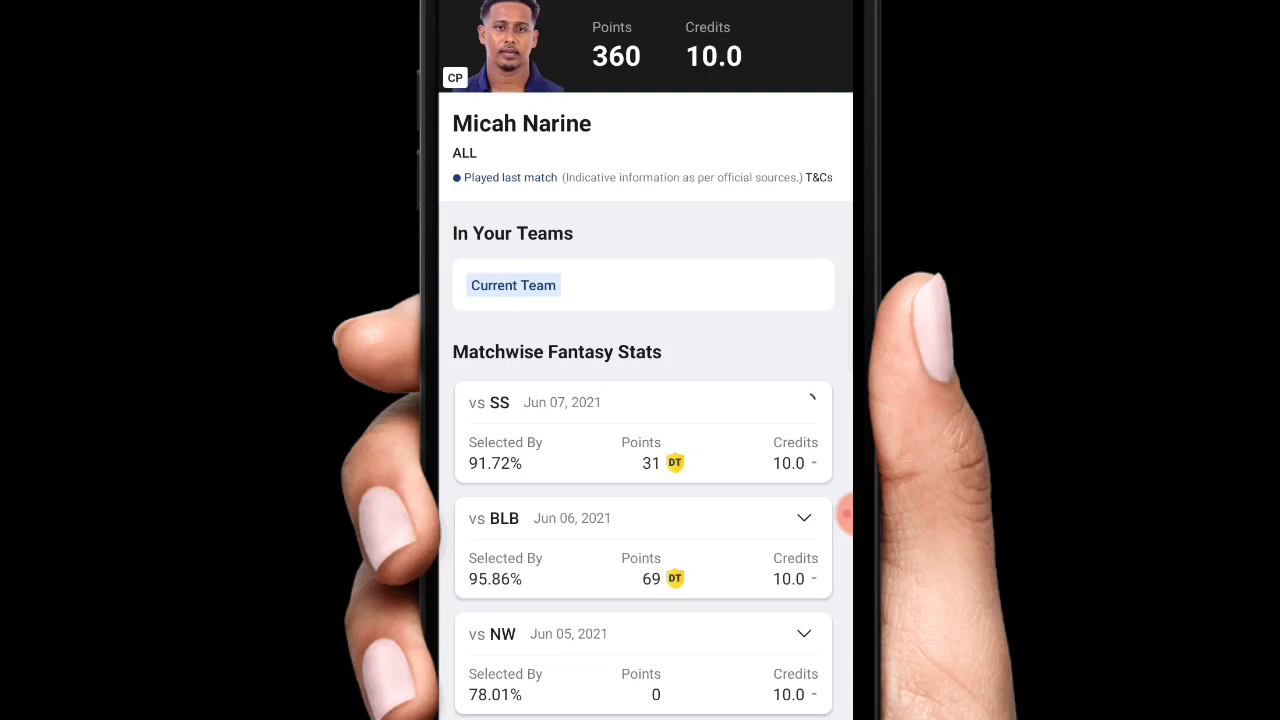 Points Credits
360 10.0
CP
Micah Narine
ALL
Played last match (Indicative information as per official sources.) T&Cs
In Your Teams
Current Team
Matchwise Fantasy Stats
vs SS Jun 07, 2021
Selected By Points Credits
91.72% 31 DT 10.0 -
vs BLB Jun 06, 2021
Selected By Points Credits
95.86% 69 DT 10.0 -
vs NW Jun 05, 2021
Selected By Points Credits
78.01% 0 10.0 -